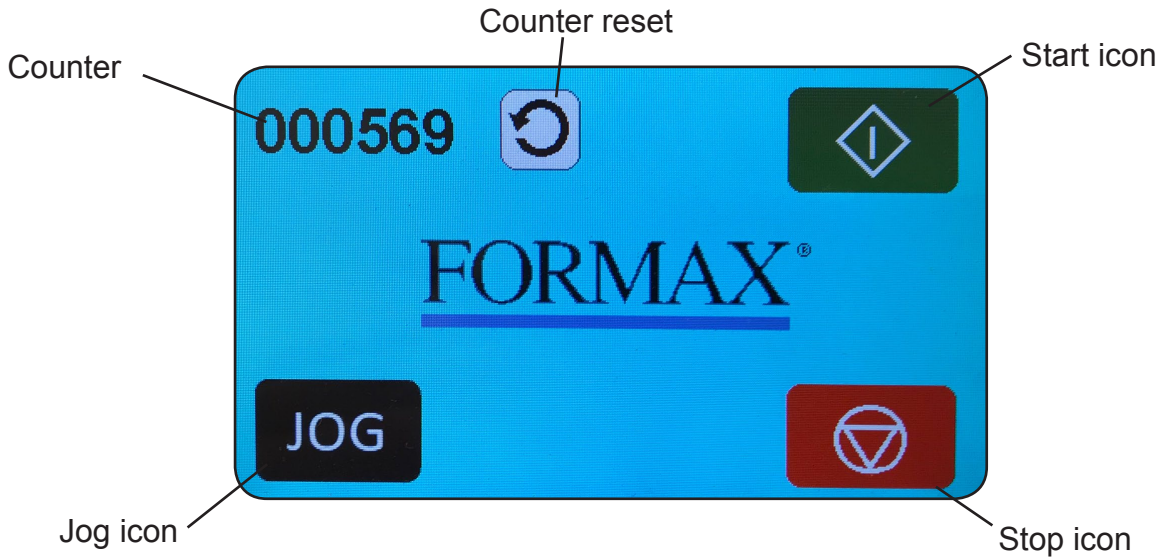 Counter reset
Counter
Start icon
000569
FORMAX®
JOG
Jog icon
Stop icon